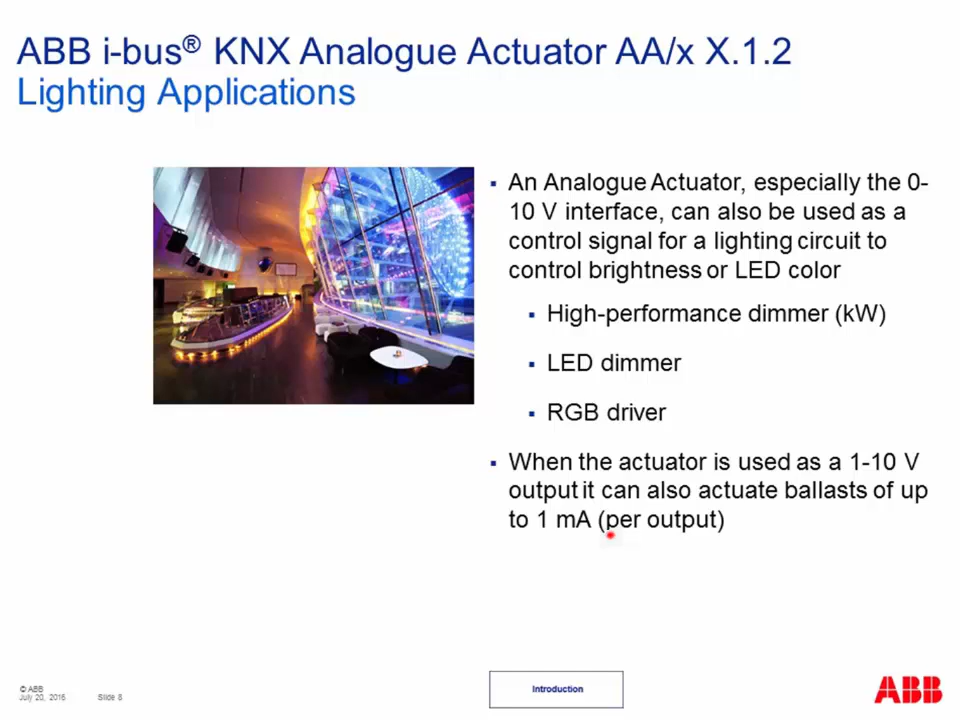 ABB i-bus® KNX Analogue Actuator AA/x X.1.2
Lighting Applications
▪ An Analogue Actuator, especially the 0-
10 V interface, can also be used as a
control signal for a lighting circuit to
control brightness or LED color
▪ High-performance dimmer (kW)
▪ LED dimmer
▪ RGB driver
▪ When the actuator is used as a 1-10 V
output it can also actuate ballasts of up
to 1 mA (per output)
© ABB
July 20, 2016 Slide 8
Introduction
ABB